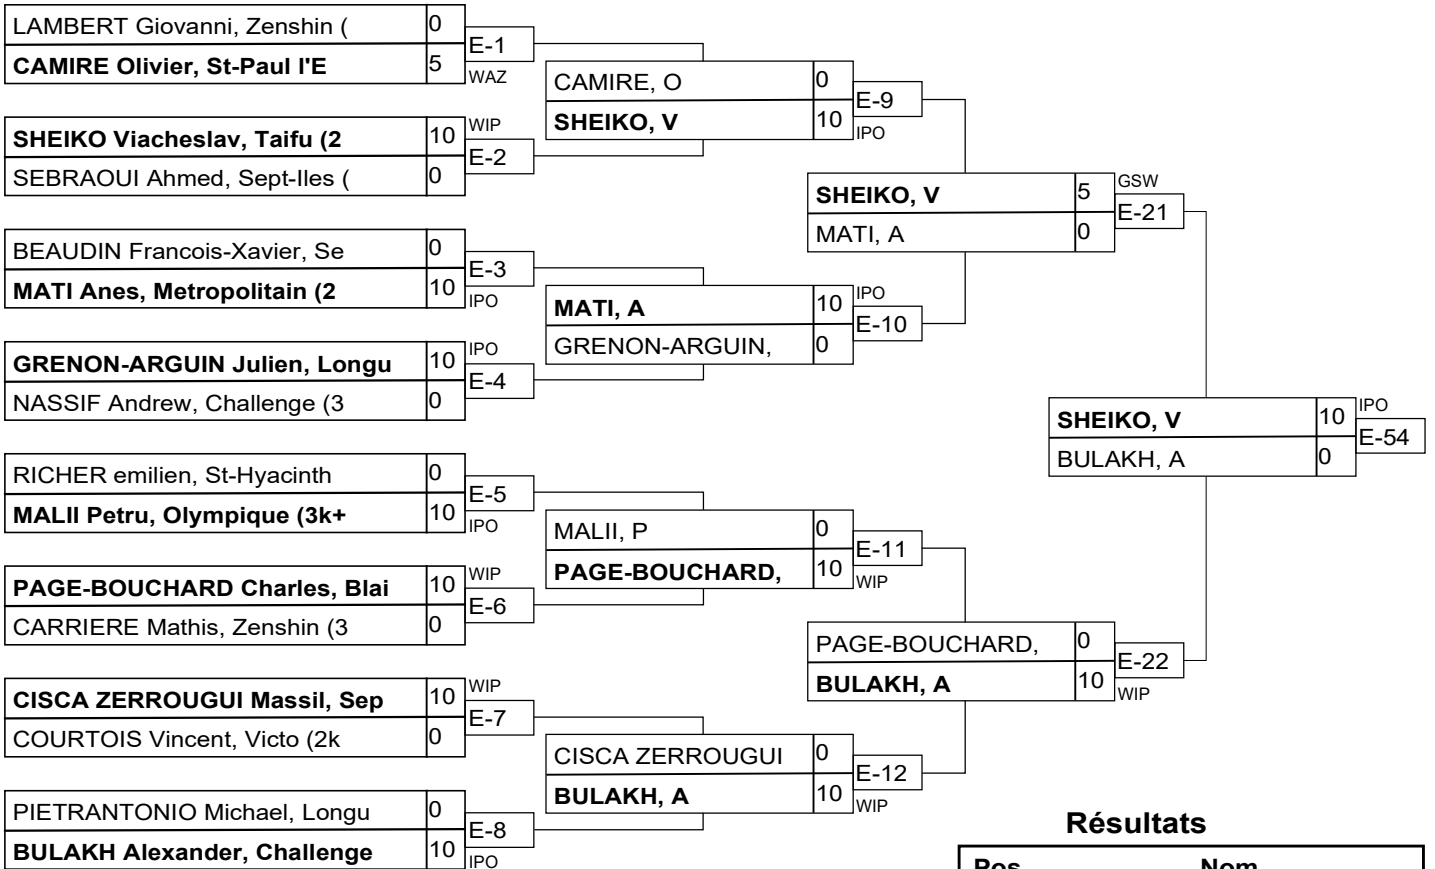 LAMBERT Giovanni, Zenshin ( 0
E-1
CAMIRE Olivier, St-Paul l'E 5
WAZ
SHEIKO Viacheslav, Taifu (2 10 WIP
E-2
SEBRAOUI Ahmed, Sept-Iles ( 0
BEAUDIN Francois-Xavier, Se 0
E-3
MATI Anes, Metropolitain (2 10
IPO
GRENON-ARGUIN Julien, Longu 10 IPO
E-4
NASSIF Andrew, Challenge (3 0
RICHER emilien, St-Hyacinth 0
E-5
MALII Petru, Olympique (3k+ 10
IPO
PAGE-BOUCHARD Charles, Blai 10 WIP
E-6
CARRIERE Mathis, Zenshin (3 0
CISCA ZERROUGUI Massil, Sep 10 WIP
E-7
COURTOIS Vincent, Victo (2k 0
PIETRANTONIO Michael, Longu 0
E-8
BULAKH Alexander, Challenge 10
IPO
CAMIRE, O 0
E-9
SHEIKO, V 10
IPO
MATI, A 10 IPO
E-10
GRENON-ARGUIN, 0
MALII, P 0
E-11
PAGE-BOUCHARD, 10
WIP
CISCA ZERROUGUI 0
E-12
BULAKH, A 10
WIP
SHEIKO, V 5 GSW
E-21
MATI, A 0
PAGE-BOUCHARD, 0
E-22
BULAKH, A 10
WIP
SHEIKO, V 10 IPO
E-54
BULAKH, A 0
Résultats
Pos Nom